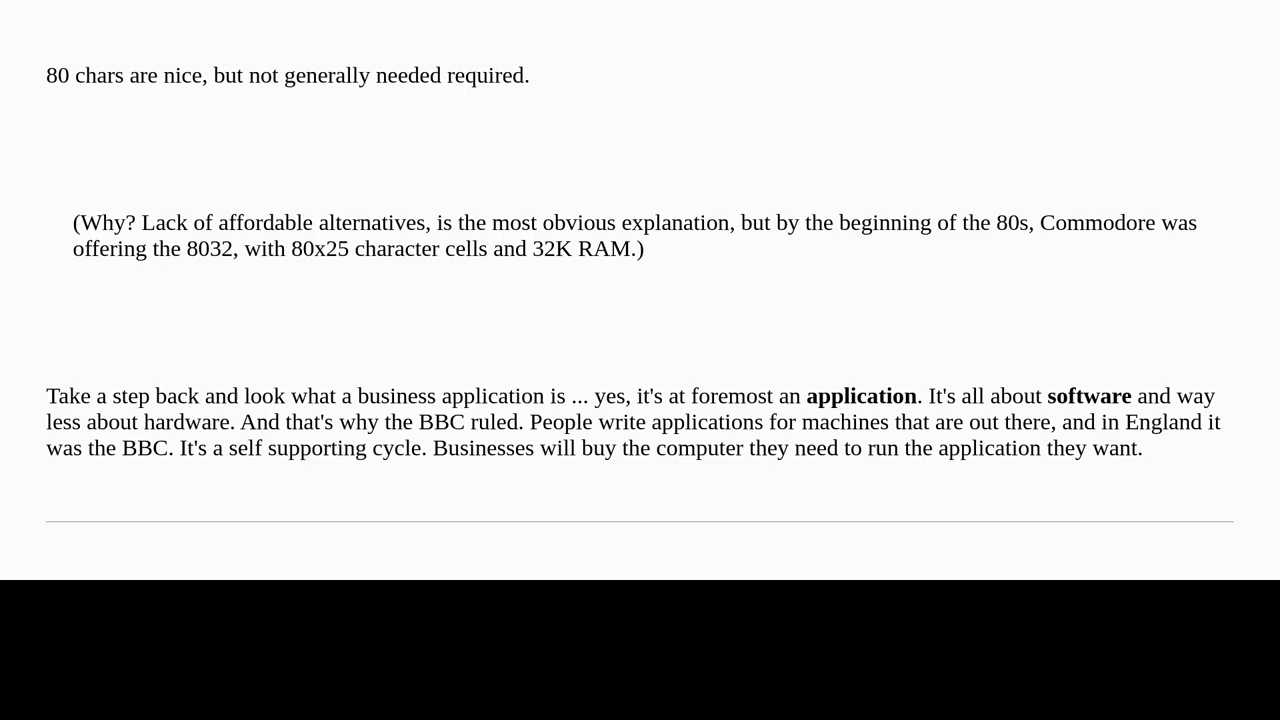 80 chars are nice, but not generally needed required.
(Why? Lack of affordable alternatives, is the most obvious explanation, but by the beginning of the 80s, Commodore was
offering the 8032, with 80x25 character cells and 32K RAM.)
Take a step back and look what a business application is ... yes, it's at foremost an application. It's all about software and way
less about hardware. And that's why the BBC ruled. People write applications for machines that are out there, and in England it
was the BBC. It's a self supporting cycle. Businesses will buy the computer they need to run the application they want.